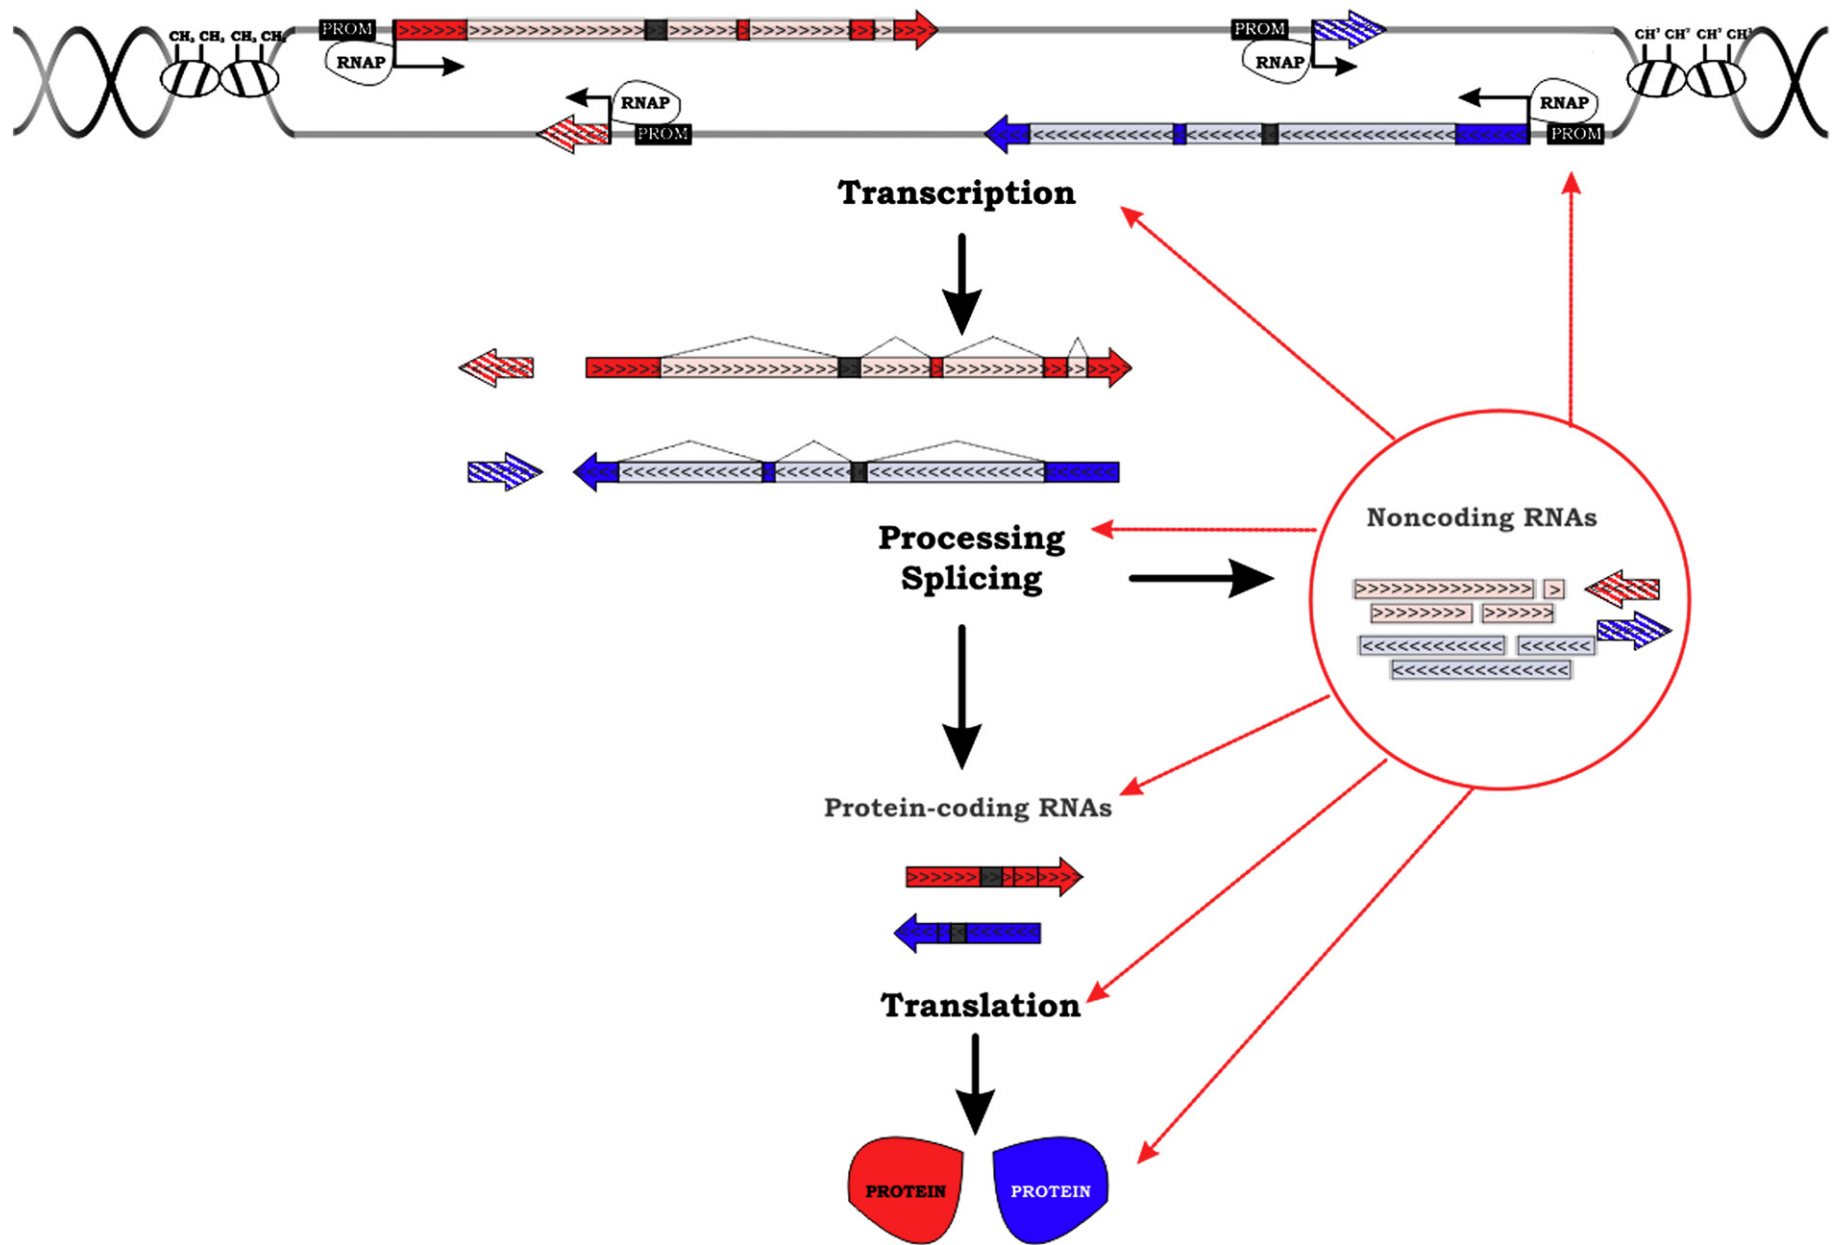 PROM
PROM
CH₃ CH₃ CH₃ CH₃
CH³ CH³ CH³ CH³
RNAP
RNAP
RNAP
RNAP
PROM
PROM
Transcription
Processing
Splicing
Noncoding RNAs
Protein-coding RNAs
Translation
PROTEIN
PROTEIN